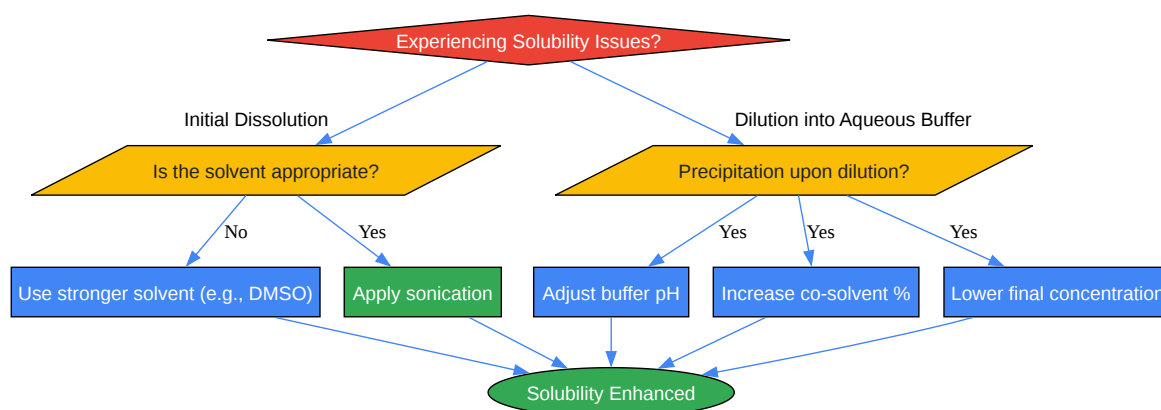 Experiencing Solubility Issues?
Initial Dissolution
Dilution into Aqueous Buffer
Is the solvent appropriate?
Precipitation upon dilution?
No
Yes
Yes
Yes
Yes
Use stronger solvent (e.g., DMSO)
Apply sonication
Adjust buffer pH
Increase co-solvent %
Lower final concentration
Solubility Enhanced